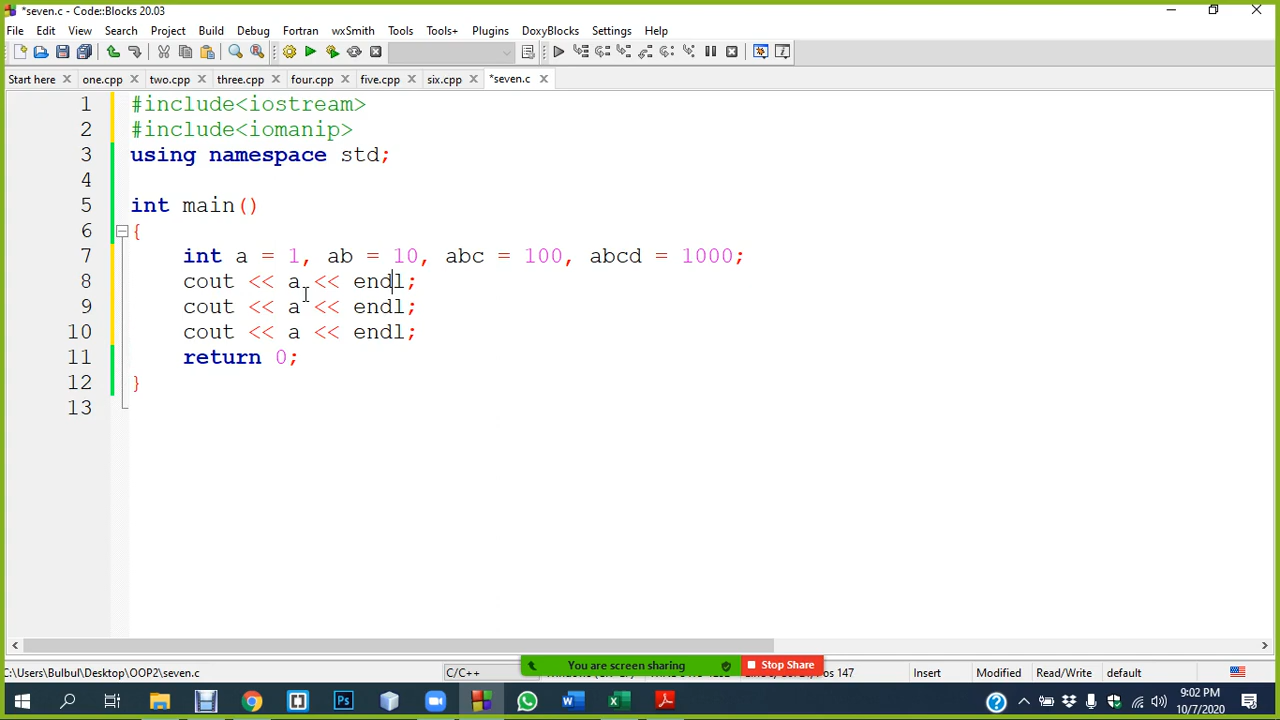 *seven.c - Code::Blocks 20.03
File Edit View Search Project Build Debug Fortran wxSmith Tools Tools+ Plugins DoxyBlocks Settings Help
Start here one.cpp two.cpp three.cpp four.cpp five.cpp six.cpp *seven.c
1 #include<iostream>
2 #include<iomanip>
3 using namespace std;
4
5 int main()
6 {
7 int a = 1, ab = 10, abc = 100, abcd = 1000;
8 cout << a << endl;
9 cout << a << endl;
10 cout << a << endl;
11 return 0;
12 }
13
You are screen sharing Stop Share
C:\Users\Bulbul\Desktop\OOP2\seven.c C/C++ Pos 147 Insert Modified Read/Write default
9:02 PM
10/7/2020